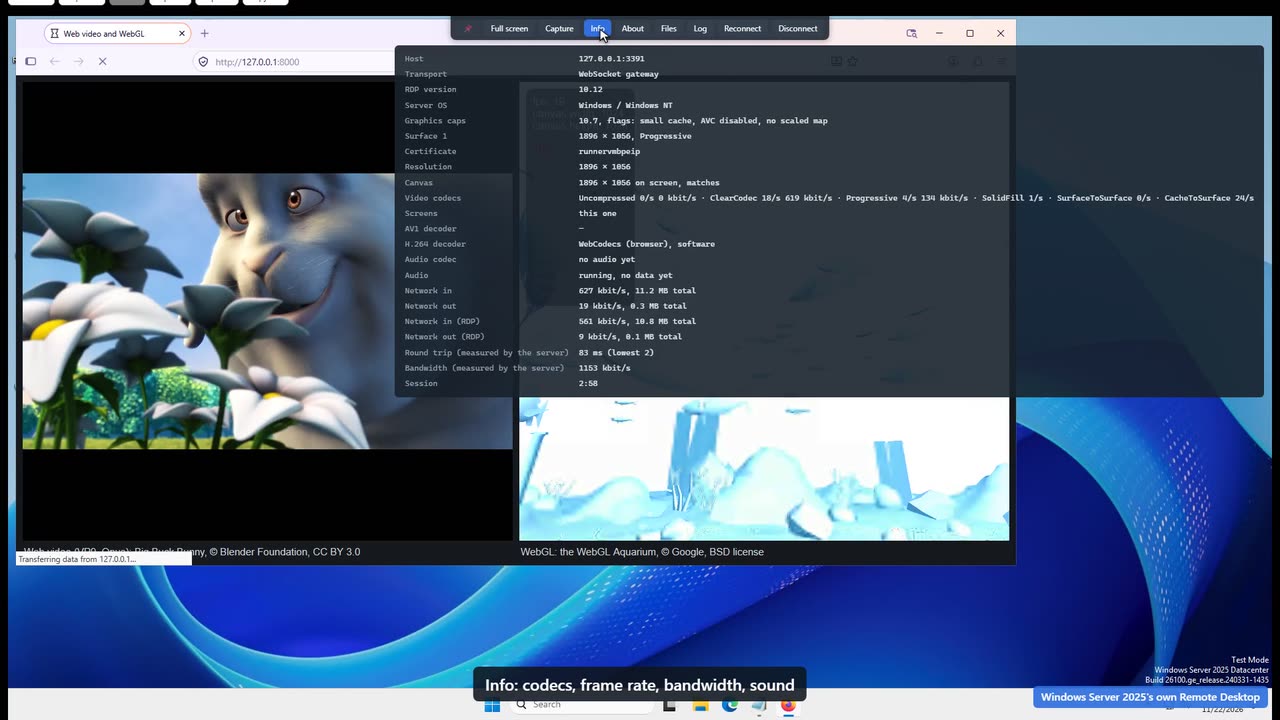 Full screen Capture Info About Files Log Reconnect Disconnect
Web video and WebGL
http://127.0.0.1:8000
Host 127.0.0.1:3391
Transport WebSocket gateway
RDP version 10.12
Server OS Windows / Windows NT
Graphics caps 10.7, flags: small cache, AVC disabled, no scaled map
Surface 1 1896 × 1056, Progressive
Certificate runnervmbpeip
Resolution 1896 × 1056
Canvas 1896 × 1056 on screen, matches
Video codecs Uncompressed 0/s 0 kbit/s · ClearCodec 18/s 619 kbit/s · Progressive 4/s 134 kbit/s · SolidFill 1/s · SurfaceToSurface 0/s · CacheToSurface 24/s
Screens this one
AV1 decoder —
H.264 decoder WebCodecs (browser), software
Audio codec no audio yet
Audio running, no data yet
Network in 627 kbit/s, 11.2 MB total
Network out 19 kbit/s, 0.3 MB total
Network in (RDP) 561 kbit/s, 10.8 MB total
Network out (RDP) 9 kbit/s, 0.1 MB total
Round trip (measured by the server) 83 ms (lowest 2)
Bandwidth (measured by the server) 1153 kbit/s
Session 2:58
Bunny, © Blender Foundation, CC BY 3.0
WebGL: the WebGL Aquarium, © Google, BSD license
Transferring data from 127.0.0.1...
Test Mode
Windows Server 2025 Datacenter
Build 26100.ge_release.240331-1435
Info: codecs, frame rate, bandwidth, sound
Windows Server 2025's own Remote Desktop
Search
11/22/2026